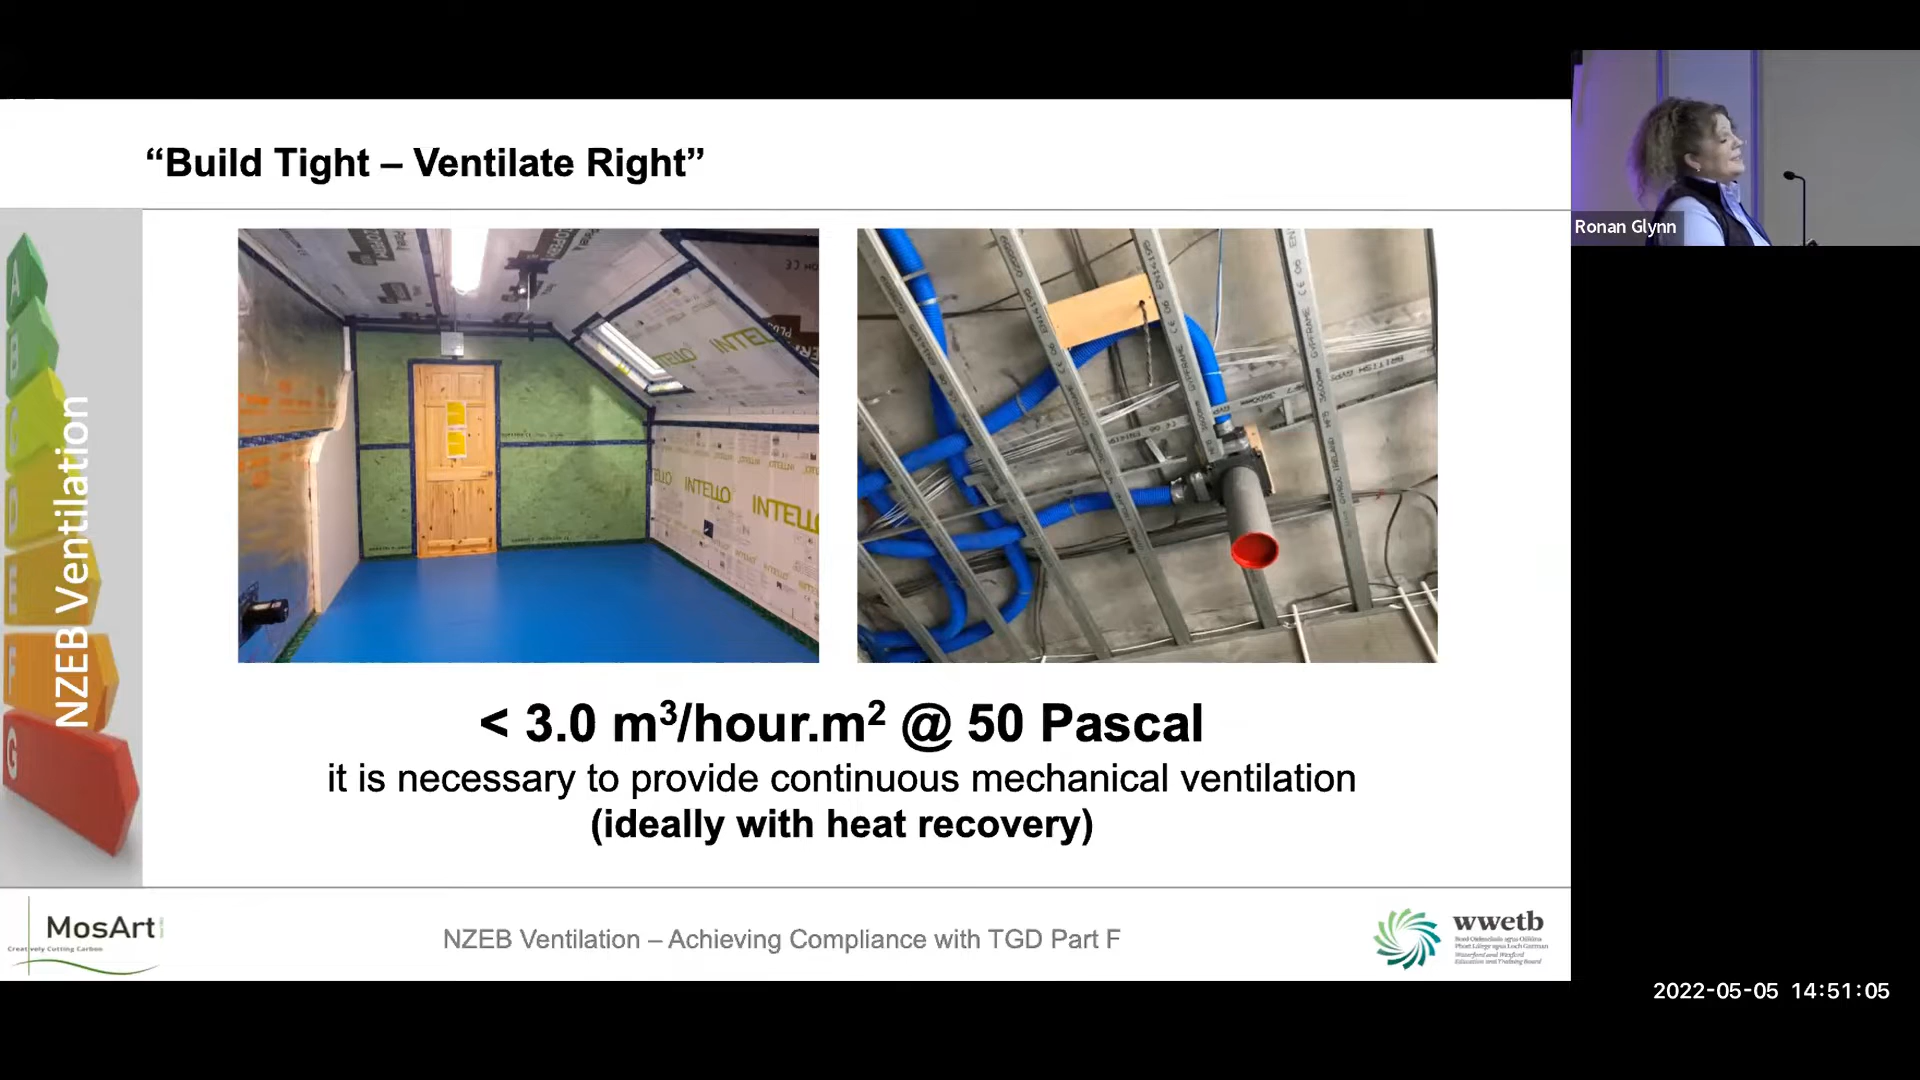 “Build Tight – Ventilate Right”
Ronan Glynn
A
B
C
D
E
F
G
NZEB Ventilation
INTELLO
INTELLO
INTELLO
< 3.0 m³/hour.m² @ 50 Pascal
it is necessary to provide continuous mechanical ventilation
(ideally with heat recovery)
MosArt
Creatively Cutting Carbon
NZEB Ventilation – Achieving Compliance with TGD Part F
wwetb
Bord Oideachais agus Oiliúna
Phort Láirge agus Loch Garman
Waterford and Wexford
Education and Training Board
2022-05-05 14:51:05